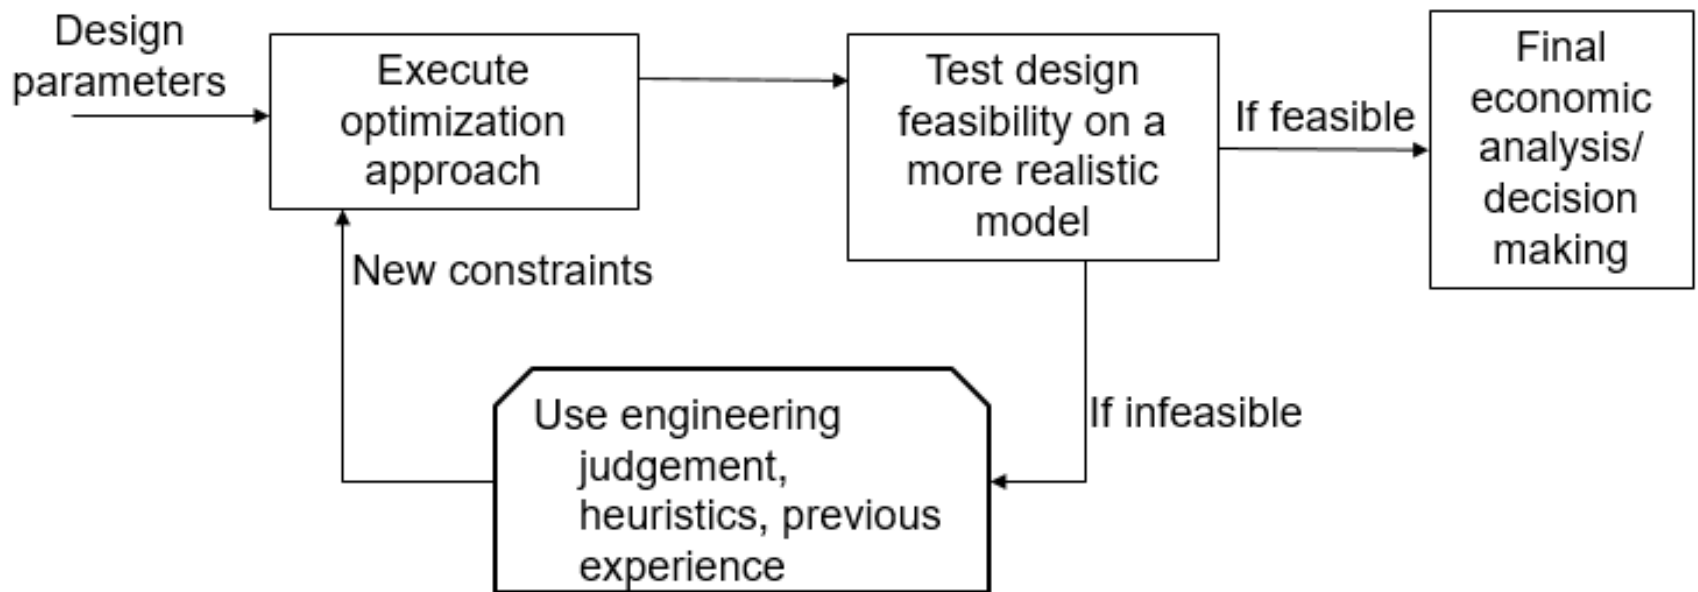 Design
parameters
Execute
optimization
approach
Test design
feasibility on a
more realistic
model
If feasible
Final
economic
analysis/
decision
making
New constraints
If infeasible
Use engineering
judgement,
heuristics, previous
experience